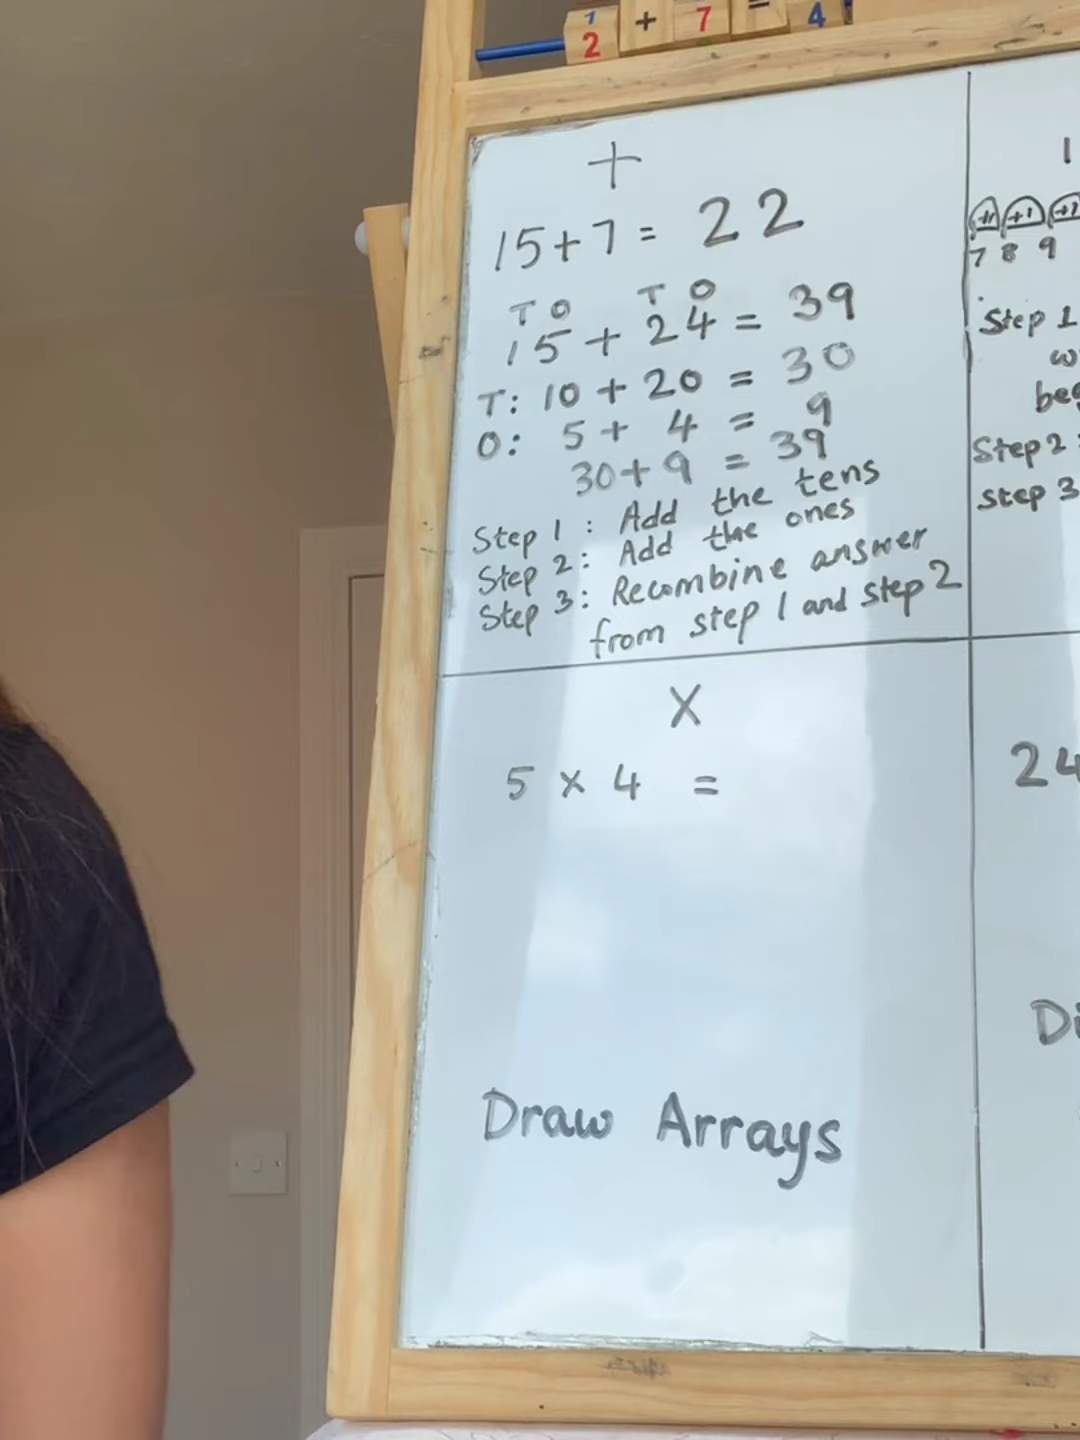 1
2 + 7 = 4
+
15+7 = 22
T O T O
15 + 24 = 39
T: 10 + 20 = 30
O: 5 + 4 = 9
30+9 = 39
Step 1 : Add the tens
Step 2: Add the ones
Step 3: Recombine answer
from step 1 and step 2
X
5 x 4 =
Draw Arrays
1
+1 +1 +1
7 8 9
Step 1
Step 2 :
Step 3
24